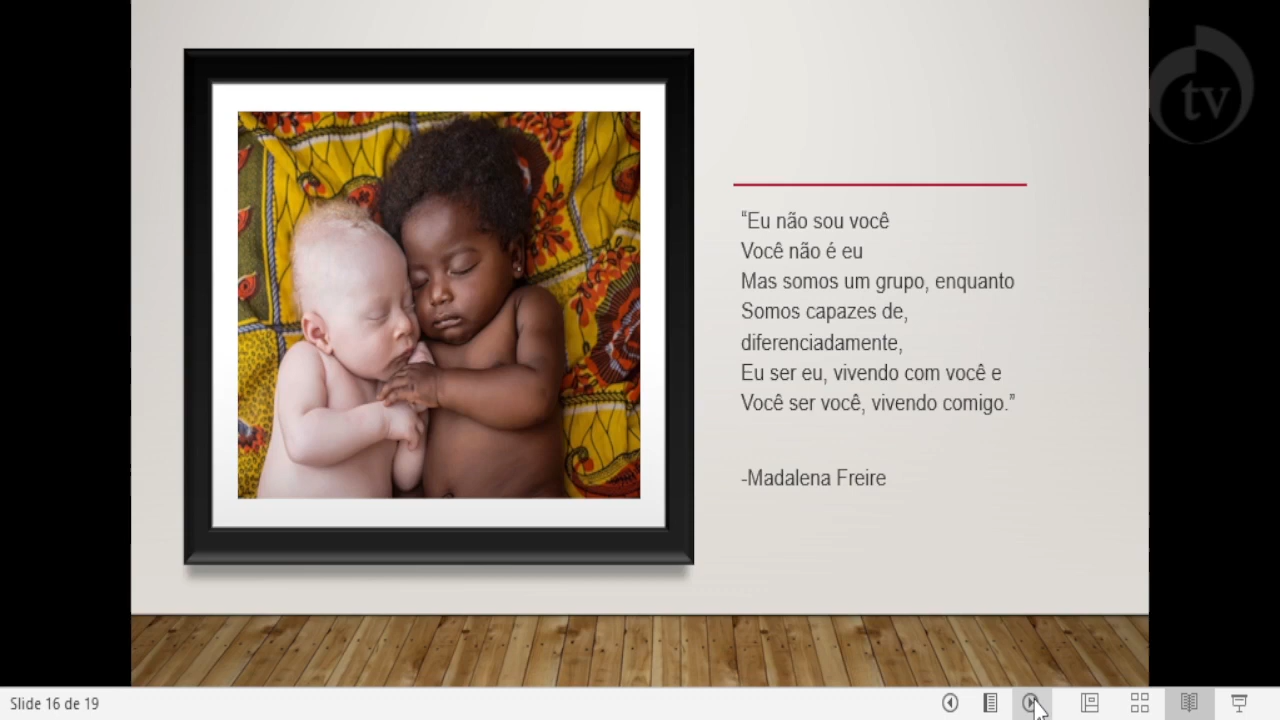 tv
“Eu não sou você
Você não é eu
Mas somos um grupo, enquanto
Somos capazes de,
diferenciadamente,
Eu ser eu, vivendo com você e
Você ser você, vivendo comigo.”
-Madalena Freire
Slide 16 de 19